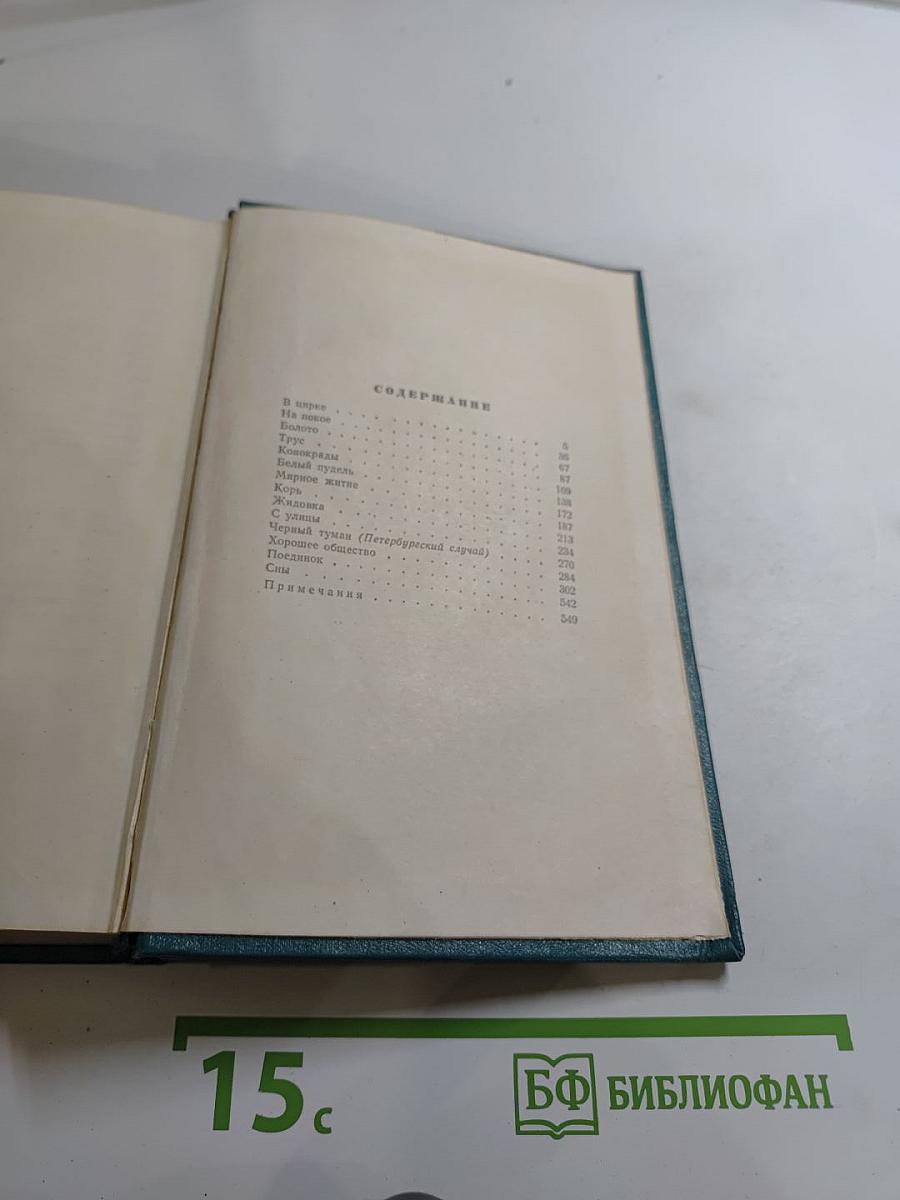 СОДЕРЖАНИЕ
В цирке . . . . . . . . . . . . . . . . 5
На покое . . . . . . . . . . . . . . . . 36
Болото . . . . . . . . . . . . . . . . 67
Трус . . . . . . . . . . . . . . . . 87
Конокрады . . . . . . . . . . . . . . . . 109
Белый пудель . . . . . . . . . . . . . . . . 138
Мирное житие . . . . . . . . . . . . . . . . 172
Корь . . . . . . . . . . . . . . . . 187
Жидовка . . . . . . . . . . . . . . . . 213
С улицы . . . . . . . . . . . . . . . . 234
Черный туман (Петербургский случай) . . . . 270
Хорошее общество . . . . . . . . . . . . . 284
Поединок . . . . . . . . . . . . . . . . 302
Сны . . . . . . . . . . . . . . . . 542
Примечания . . . . . . . . . . . . . 549
15 с
БФ БИБЛИОФАН